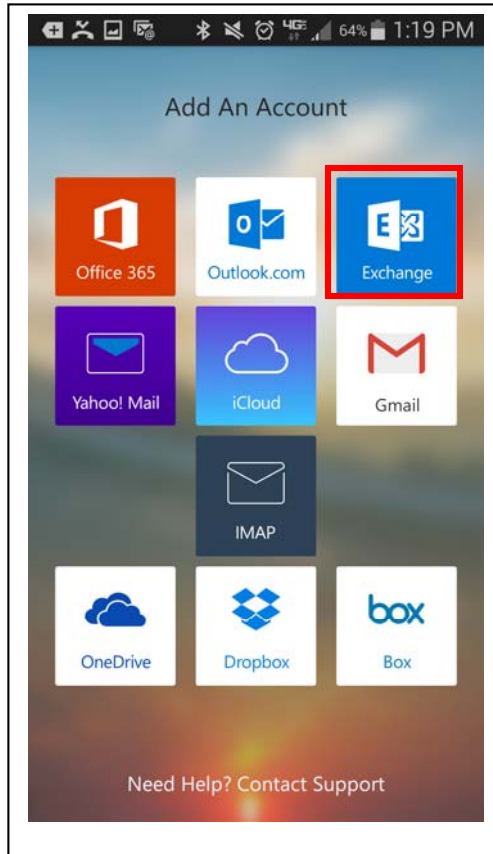 4GE 64% 1:19 PM
Add An Account
Office 365 Outlook.com Exchange
Yahoo! Mail iCloud Gmail
IMAP
box
OneDrive Dropbox Box
Need Help? Contact Support